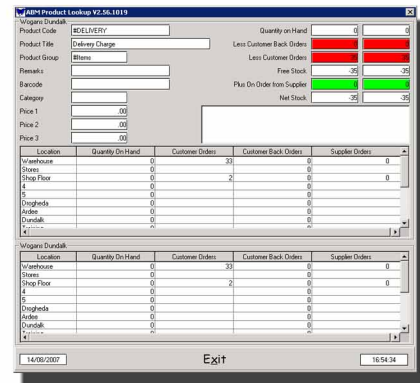 ABM Product Lookup V2.56.1019
Wogans Dundalk
Product Code #DELIVERY Quantity on Hand 0 0
Product Title Delivery Charge Less Customer Back Orders 0 0
Product Group #Items Less Customer Orders 35 35
Remarks Free Stock -35 -35
Barcode Plus On Order from Supplier 0 0
Category Net Stock -35 -35
Price 1 .00
Price 2 .00
Price 3 .00
Location Quantity On Hand Customer Orders Customer Back Orders Supplier Orders
Warehouse 0 33 0 0
Stores 0 0
Shop Floor 0 2 0 0
4 0 0
5 0 0
Drogheda 0 0
Ardee 0 0
Dundalk 0 0
Wogans Dundalk
Location Quantity On Hand Customer Orders Customer Back Orders Supplier Orders
Warehouse 0 33 0 0
Stores 0 0
Shop Floor 0 2 0 0
4 0 0
5 0 0
Drogheda 0 0
Ardee 0 0
Dundalk 0 0
14/08/2007 Exit 16:54:34